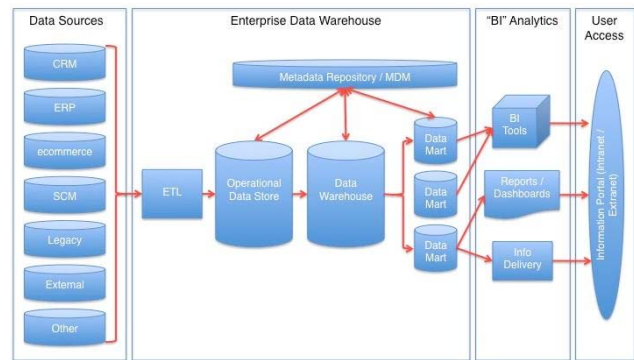 Data Sources
Enterprise Data Warehouse
“BI” Analytics
User
Access
CRM
ERP
ecommerce
SCM
Legacy
External
Other
ETL
Metadata Repository / MDM
Operational
Data Store
Data
Warehouse
Data
Mart
Data
Mart
Data
Mart
BI
Tools
Reports /
Dashboards
Info
Delivery
Information Portal (Intranet /
Extranet)